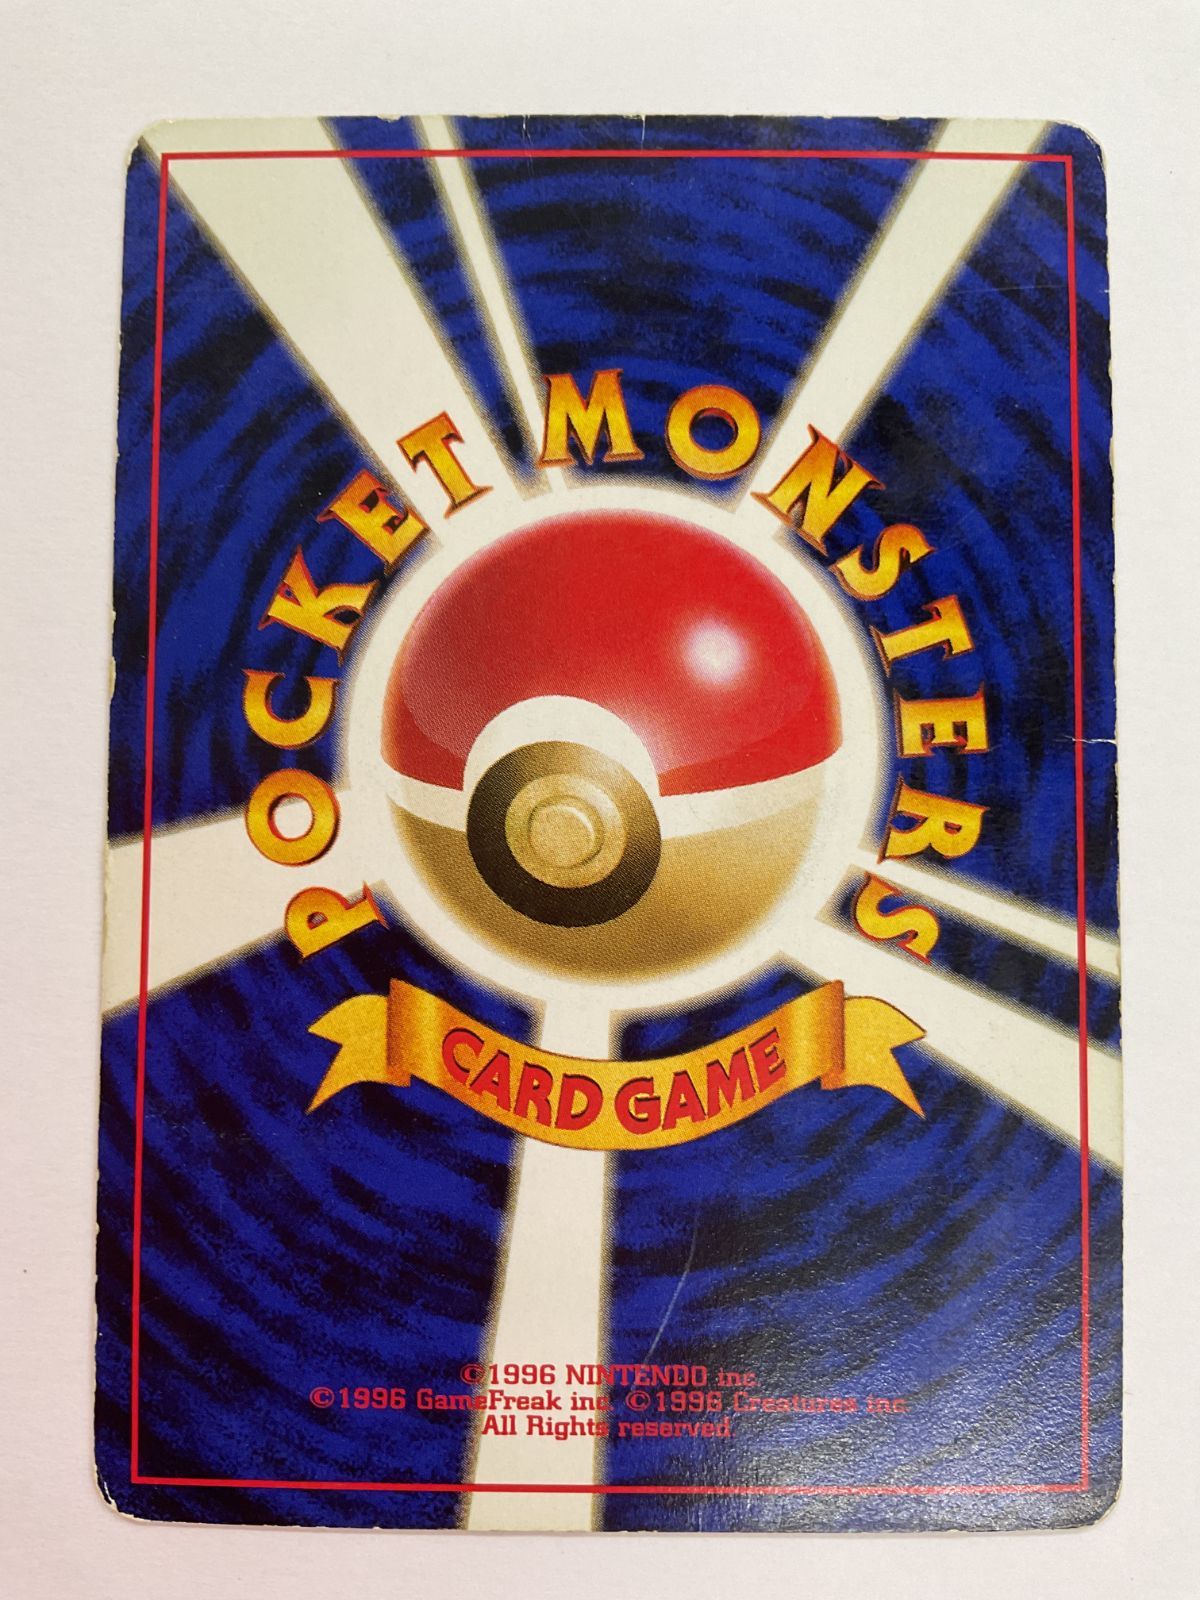 POCKET MONSTERS
CARD GAME
©1996 NINTENDO inc.
©1996 GameFreak inc. ©1996 Creatures inc.
All Rights reserved.